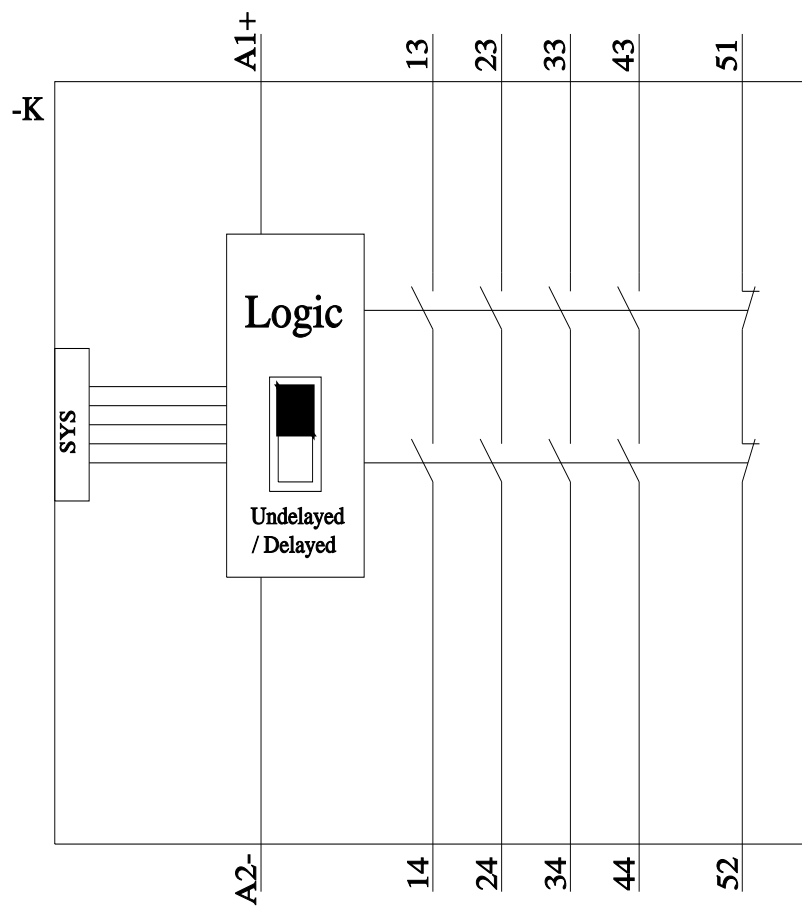 A1+
13
23
33
43
51
-K
Logic
SYS
Undelayed
/ Delayed
A2-
14
24
34
44
52